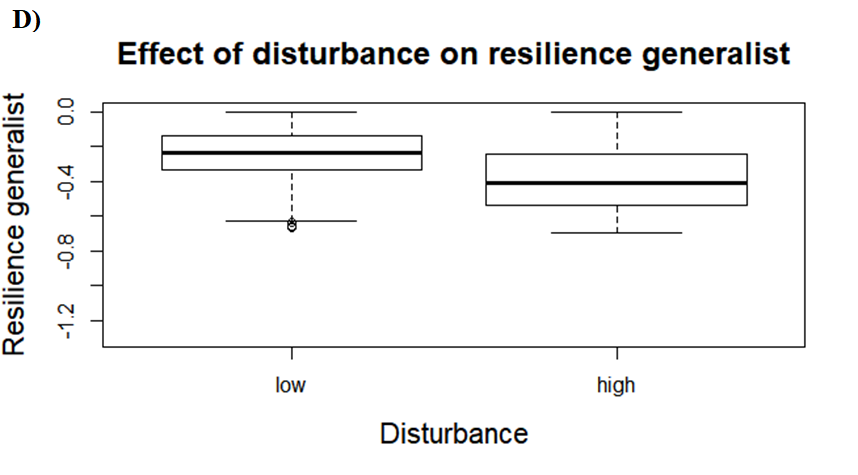 D)
Effect of disturbance on resilience generalist
Resilience generalist
0.0
-0.4
-0.8
-1.2
low high
Disturbance